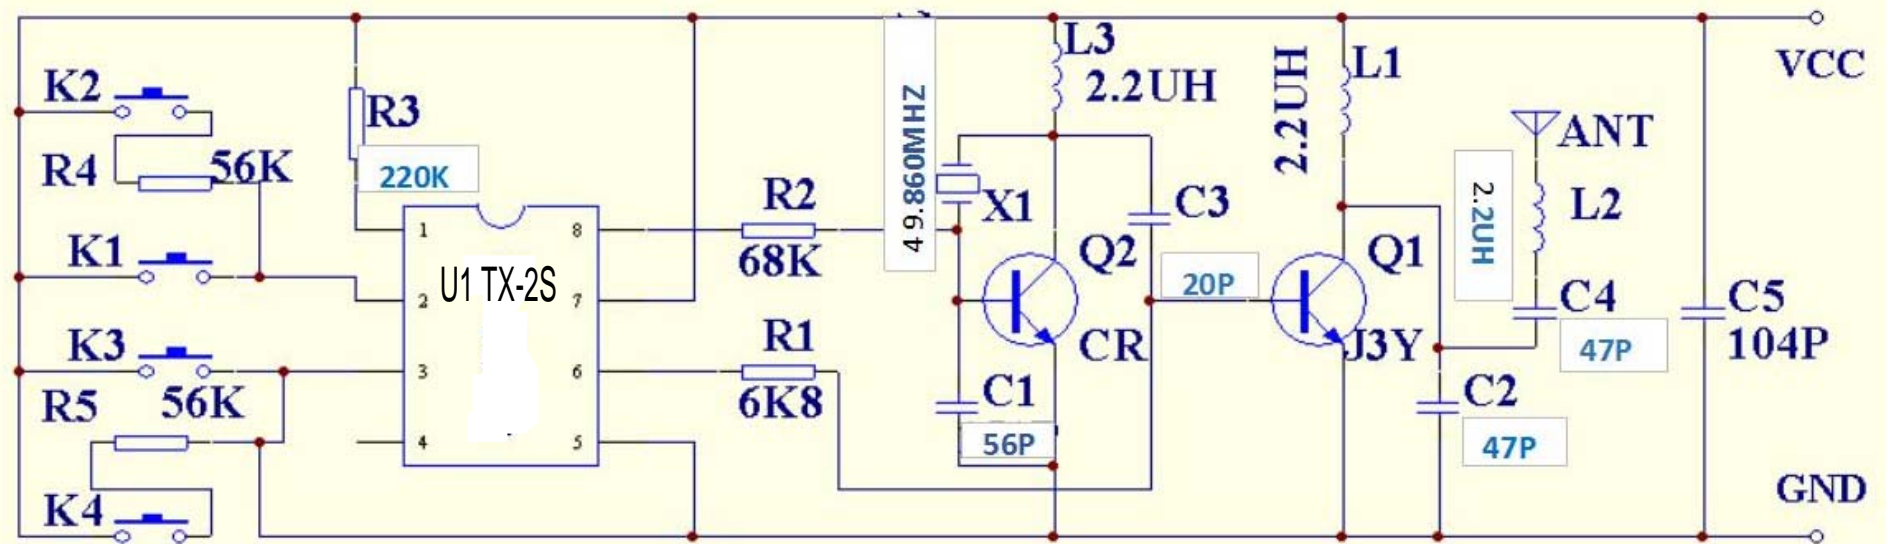 K2
R4
56K
K1
K3
R5
56K
K4
R3
220K
1
2
3
4
U1 TX-2S
8
7
6
5
R2
68K
R1
6K8
49.860MHZ
X1
L3
2.2UH
C3
Q2
CR
C1
56P
20P
2.2UH
L1
Q1
J3Y
ANT
2.2UH
L2
C4
47P
C2
47P
C5
104P
VCC
GND